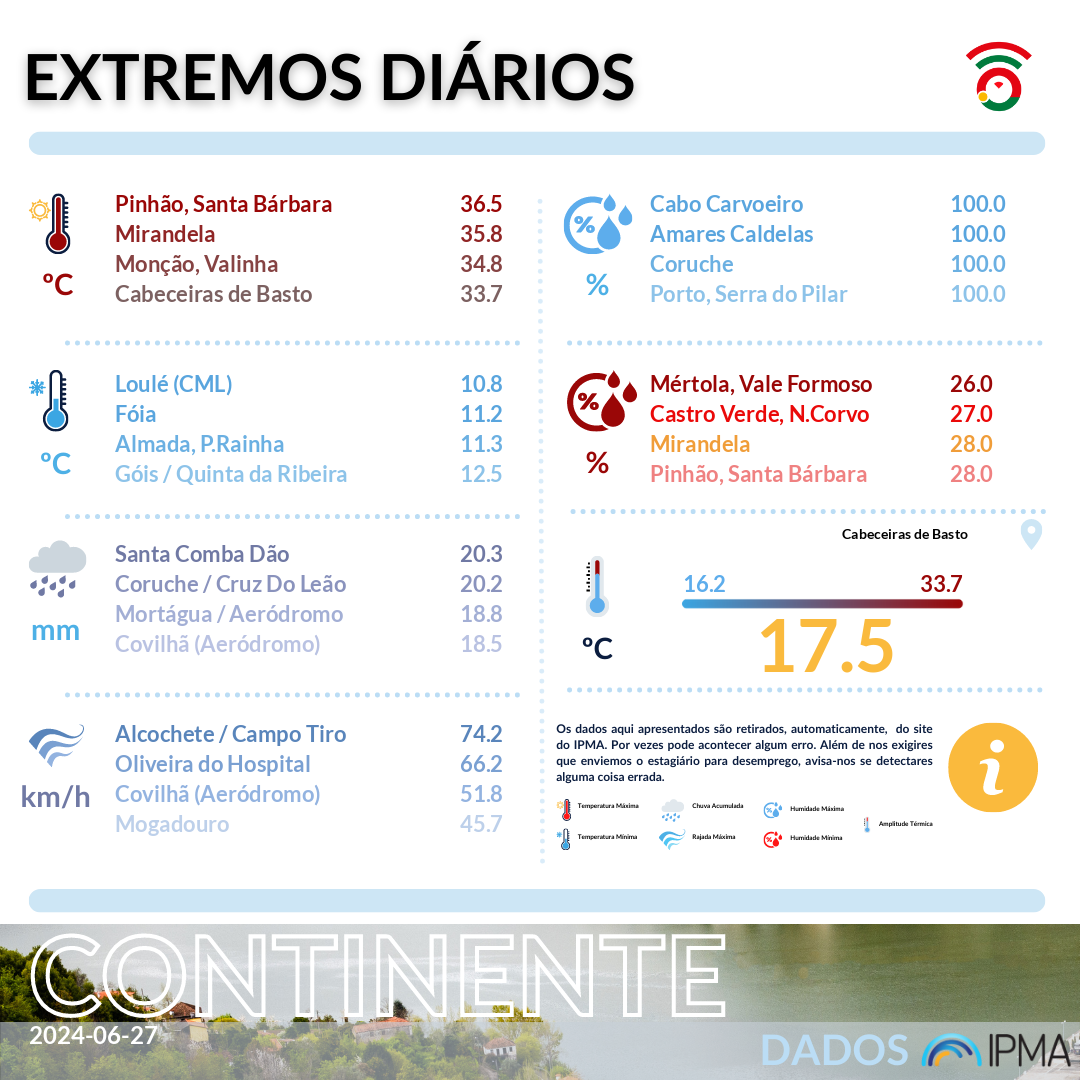 EXTREMOS DIÁRIOS
Pinhão, Santa Bárbara 36.5
Mirandela 35.8
Monção, Valinha 34.8
Cabeceiras de Basto 33.7
ºC
Loulé (CML) 10.8
Fóia 11.2
Almada, P.Rainha 11.3
Góis / Quinta da Ribeira 12.5
ºC
Santa Comba Dão 20.3
Coruche / Cruz Do Leão 20.2
Mortágua / Aeródromo 18.8
Covilhã (Aeródromo) 18.5
mm
Alcochete / Campo Tiro 74.2
Oliveira do Hospital 66.2
Covilhã (Aeródromo) 51.8
Mogadouro 45.7
km/h
Cabo Carvoeiro 100.0
Amares Caldelas 100.0
Coruche 100.0
Porto, Serra do Pilar 100.0
%
%
Mértola, Vale Formoso 26.0
Castro Verde, N.Corvo 27.0
Mirandela 28.0
Pinhão, Santa Bárbara 28.0
%
%
Cabeceiras de Basto
16.2 33.7
17.5
ºC
Os dados aqui apresentados são retirados, automaticamente, do site
do IPMA. Por vezes pode acontecer algum erro. Além de nos exigires
que enviemos o estagiário para desemprego, avisa-nos se detectares
alguma coisa errada.
Temperatura Máxima
Chuva Acumulada
Humidade Máxima
Amplitude Térmica
Temperatura Mínima
Rajada Máxima
Humidade Mínima
CONTINENTE
2024-06-27
DADOS IPMA